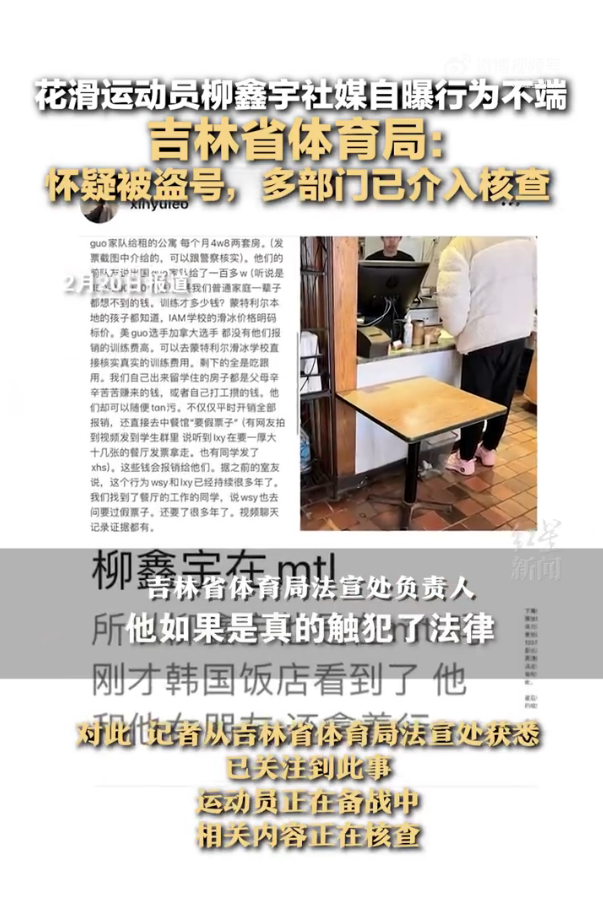 花滑运动员柳鑫宇社媒自曝行为不端
吉林省体育局:
怀疑被盗号，多部门已介入核查
xinyuleo
guo家队给租的公寓 每个月4w8两套房。(发
票截图中介给的，可以跟警察核实)。他们的
给了一百多w (听说是
2月20日报道
我们普通家庭一辈子
都想不到的钱。训练才多少钱？蒙特利尔本
地的孩子都知道，IAM学校的滑冰价格明码
标价。美guo选手加拿大选手 都没有他们报
销的训练费高。可以去蒙特利尔滑冰学校直
接核实真实的训练费用。剩下的全是吃跟
用。我们自己出来留学住的房子都是父母辛
辛苦苦赚来的钱，或者自己打工攒的钱。他
们却可以随便tan污。不仅仅平时开销全部
报销，还直接去中餐馆“要假票子” (有网友拍
到视频发到学生群里 说听到lxy在要一厚大
十几张的餐厅发票拿走。也有同学发了
xhs)。这些钱会报销给他们。据之前的室友
说，这个行为wsy和lxy已经持续很多年了。
我们找到了餐厅的工作的同学，说wsy也去
问要过假票子。还要了很多年了。视频聊天
记录证据都有。
红星新闻
柳鑫宇在 mtl
吉林省体育局法宣处负责人
他如果是真的触犯了法律
刚才韩国饭店看到了 他
对此 记者从吉林省体育局法宣处获悉
已关注到此事
运动员正在备战中
相关内容正在核查